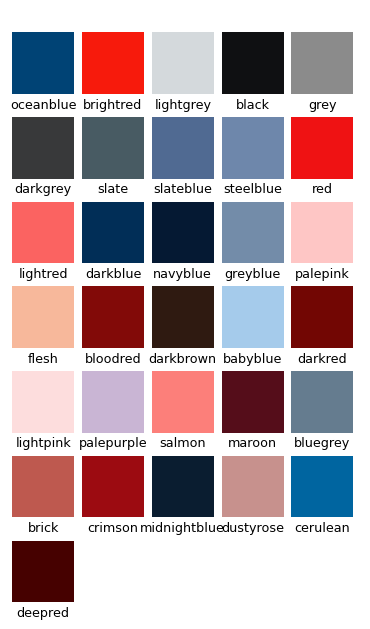 oceanblue brightred lightgrey black grey
darkgrey slate slateblue steelblue red
lightred darkblue navyblue greyblue palepink
flesh bloodred darkbrown babyblue darkred
lightpink palepurple salmon maroon bluegrey
brick crimson midnightblue dustyrose cerulean
deepred